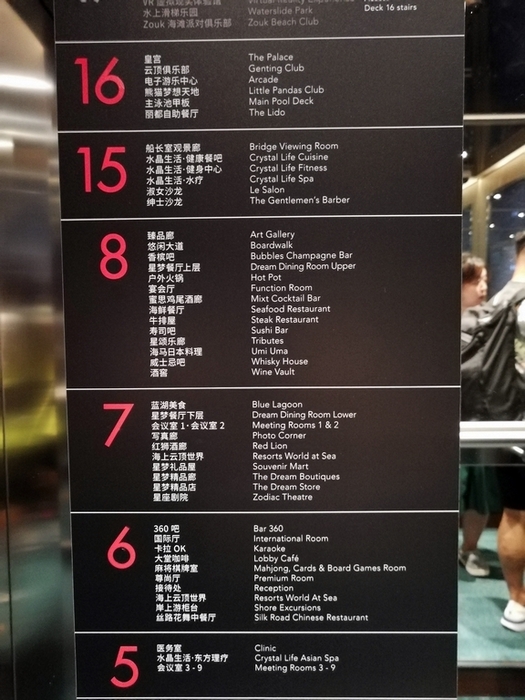 水上滑梯乐园 Waterslide Park Deck 16 stairs
Zouk 海滩派对俱乐部 Zouk Beach Club
16
皇宫 The Palace
云顶俱乐部 Genting Club
电子游乐中心 Arcade
熊猫梦想天地 Little Pandas Club
主泳池甲板 Main Pool Deck
丽都自助餐厅 The Lido
15
船长室观景廊 Bridge Viewing Room
水晶生活·健康餐吧 Crystal Life Cuisine
水晶生活·健身中心 Crystal Life Fitness
水晶生活·水疗 Crystal Life Spa
淑女沙龙 Le Salon
绅士沙龙 The Gentlemen's Barber
8
臻品廊 Art Gallery
悠闲大道 Boardwalk
香槟吧 Bubbles Champagne Bar
星梦餐厅上层 Dream Dining Room Upper
户外火锅 Hot Pot
宴会厅 Function Room
蜜思鸡尾酒廊 Mixt Cocktail Bar
海鲜餐厅 Seafood Restaurant
牛排屋 Steak Restaurant
寿司吧 Sushi Bar
星颂乐廊 Tributes
海马日本料理 Umi Uma
威士忌吧 Whisky House
酒窖 Wine Vault
7
蓝湖美食 Blue Lagoon
星梦餐厅下层 Dream Dining Room Lower
会议室 1·会议室 2 Meeting Rooms 1 & 2
写真廊 Photo Corner
红狮酒廊 Red Lion
海上云顶世界 Resorts World at Sea
星梦礼品屋 Souvenir Mart
星梦精品廊 The Dream Boutiques
星梦精品店 The Dream Store
星座剧院 Zodiac Theatre
6
360 吧 Bar 360
国际厅 International Room
卡拉 OK Karaoke
大堂咖啡 Lobby Café
麻将棋牌室 Mahjong, Cards & Board Games Room
尊尚厅 Premium Room
接待处 Reception
海上云顶世界 Resorts World At Sea
岸上游柜台 Shore Excursions
丝路花舞中餐厅 Silk Road Chinese Restaurant
5
医务室 Clinic
水晶生活·东方理疗 Crystal Life Asian Spa
会议室 3 - 9 Meeting Rooms 3 - 9